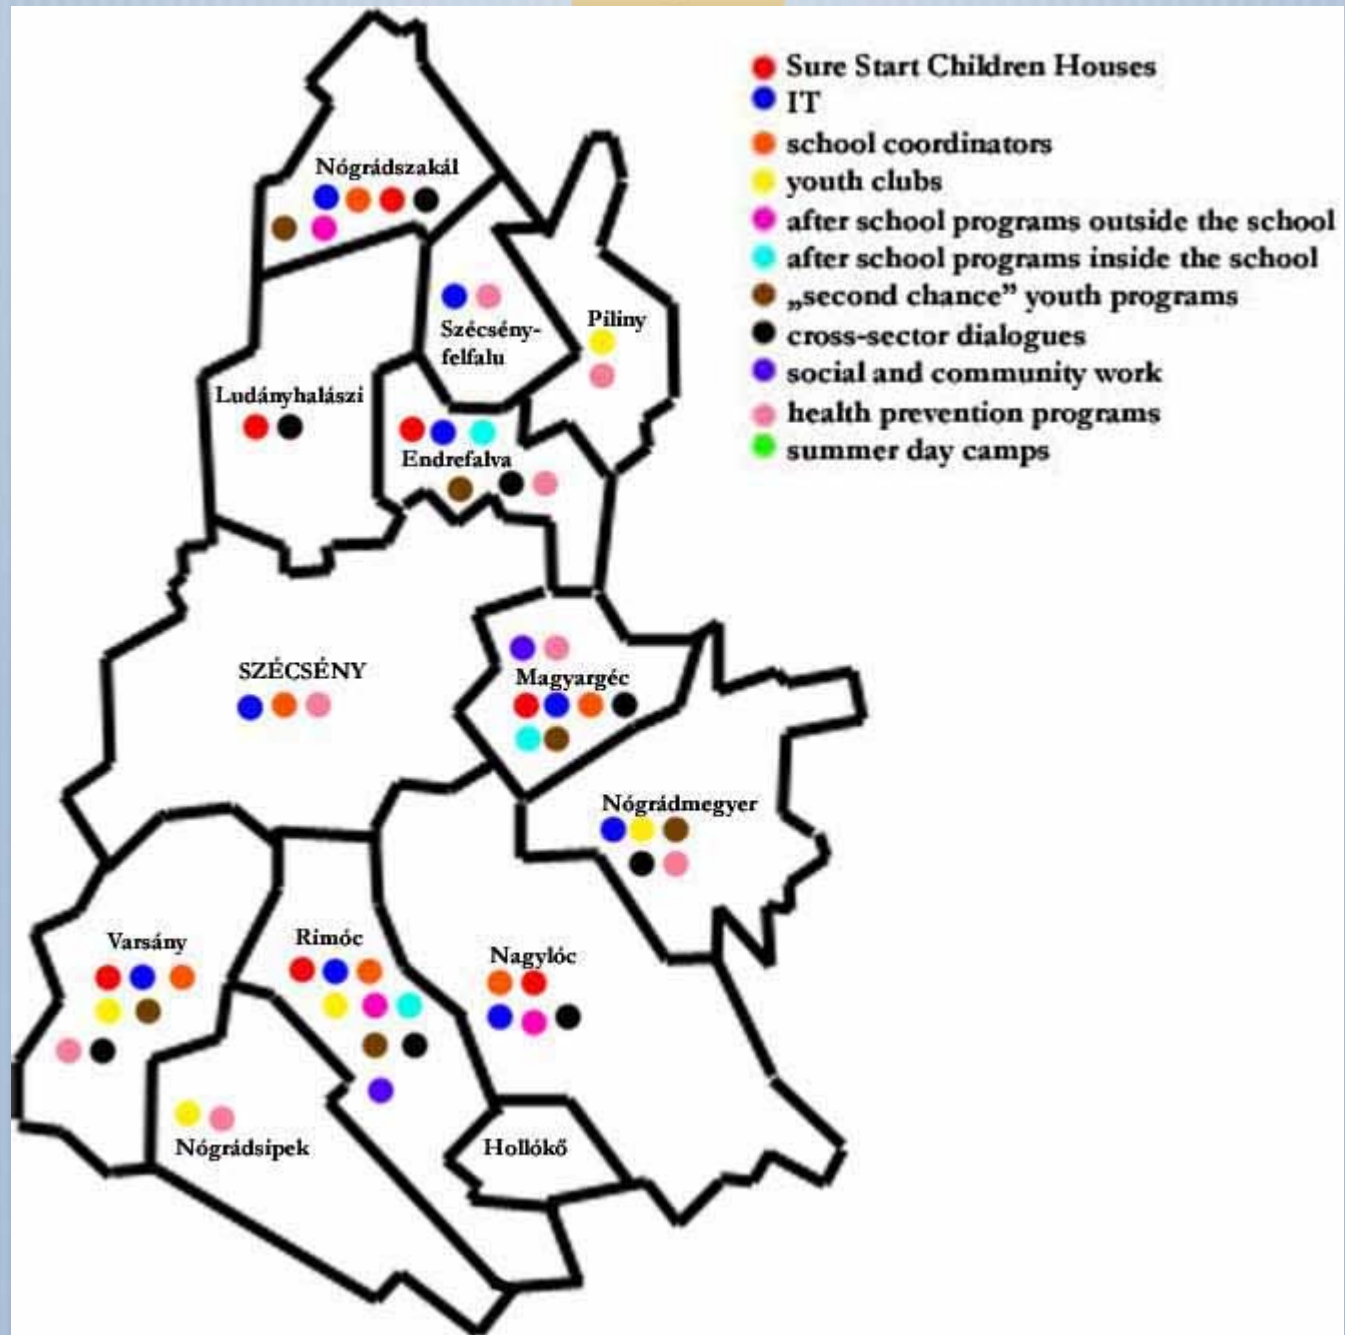 Sure Start Children Houses
IT
school coordinators
youth clubs
after school programs outside the school
after school programs inside the school
„second chance” youth programs
cross-sector dialogues
social and community work
health prevention programs
summer day camps
Nógrádszakál
Szécsény-
felfalu
Piliny
Ludányhalászi
Endrefalva
SZÉCSÉNY
Magyargéc
Nógrádmegyer
Varsány
Rimóc
Nagylóc
Nógrádsipek
Hollókő